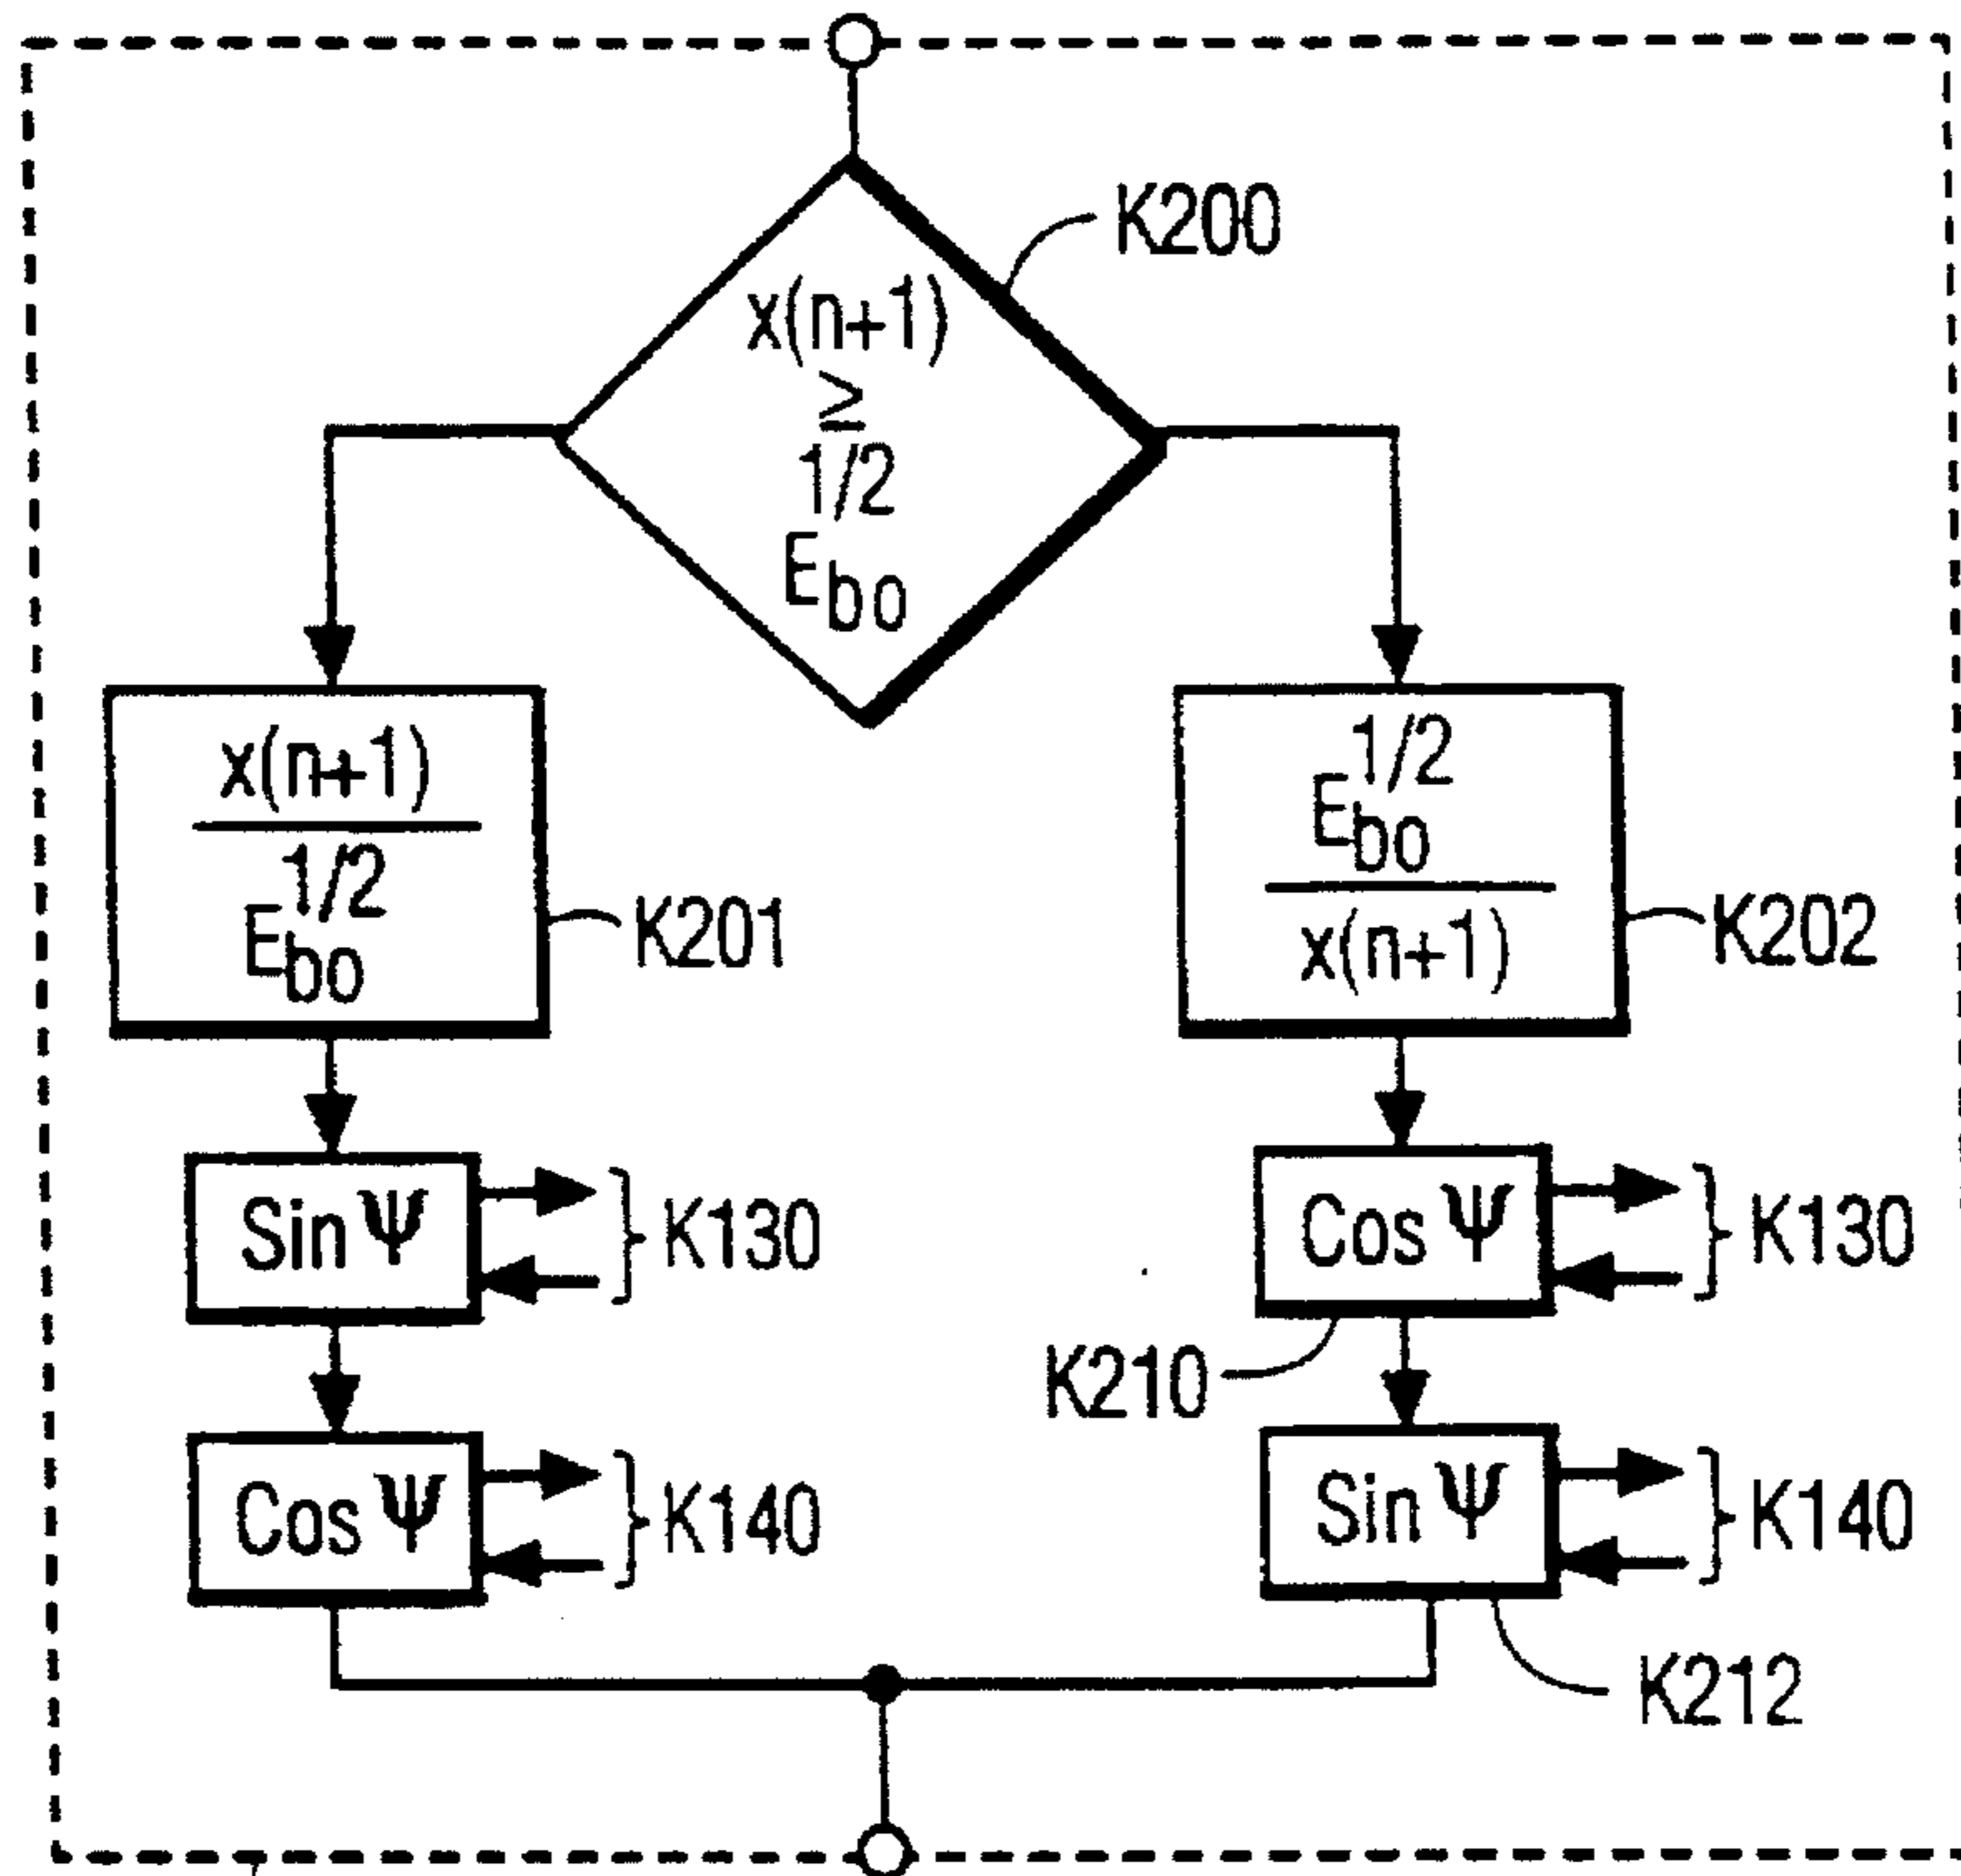 K200
x(n+1)
≥
1/2
Ebo
x(n+1)
1/2
Ebo
K201
1/2
Ebo
x(n+1)
K202
Sin Ψ
K130
Cos Ψ
K130
K210
Cos Ψ
K140
Sin Ψ
K140
K212